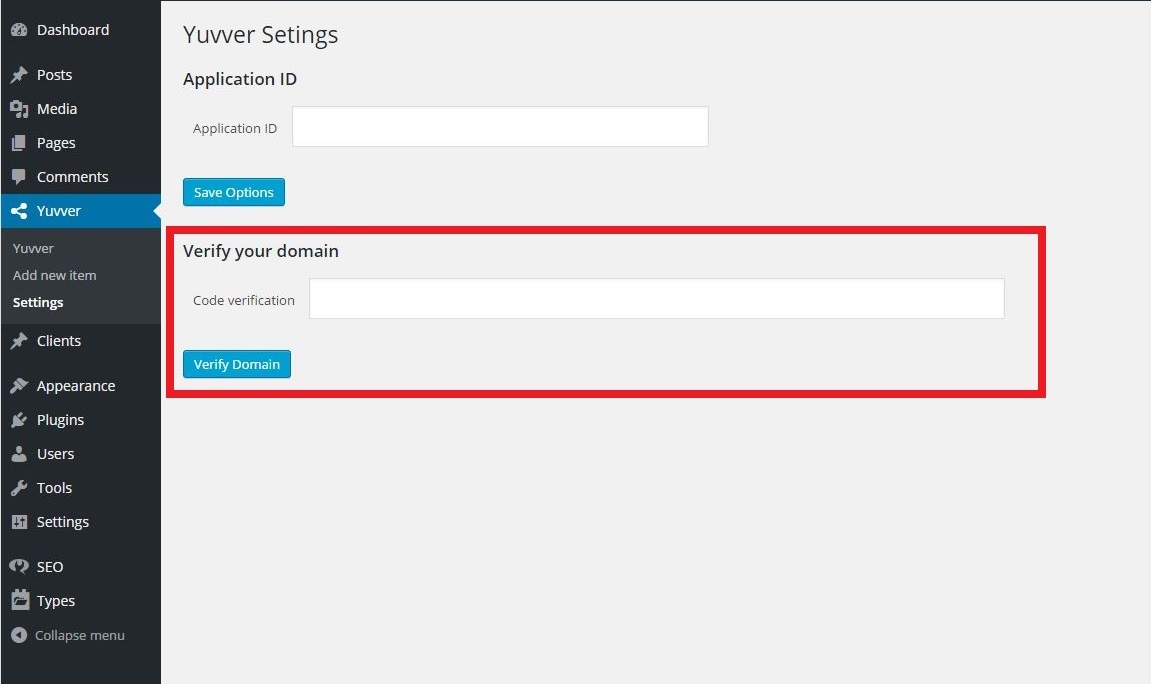 Dashboard
Posts
Media
Pages
Comments
Yuvver
Yuvver
Add new item
Settings
Clients
Appearance
Plugins
Users
Tools
Settings
SEO
Types
Collapse menu
Yuvver Setings
Application ID
Application ID
Save Options
Verify your domain
Code verification
Verify Domain